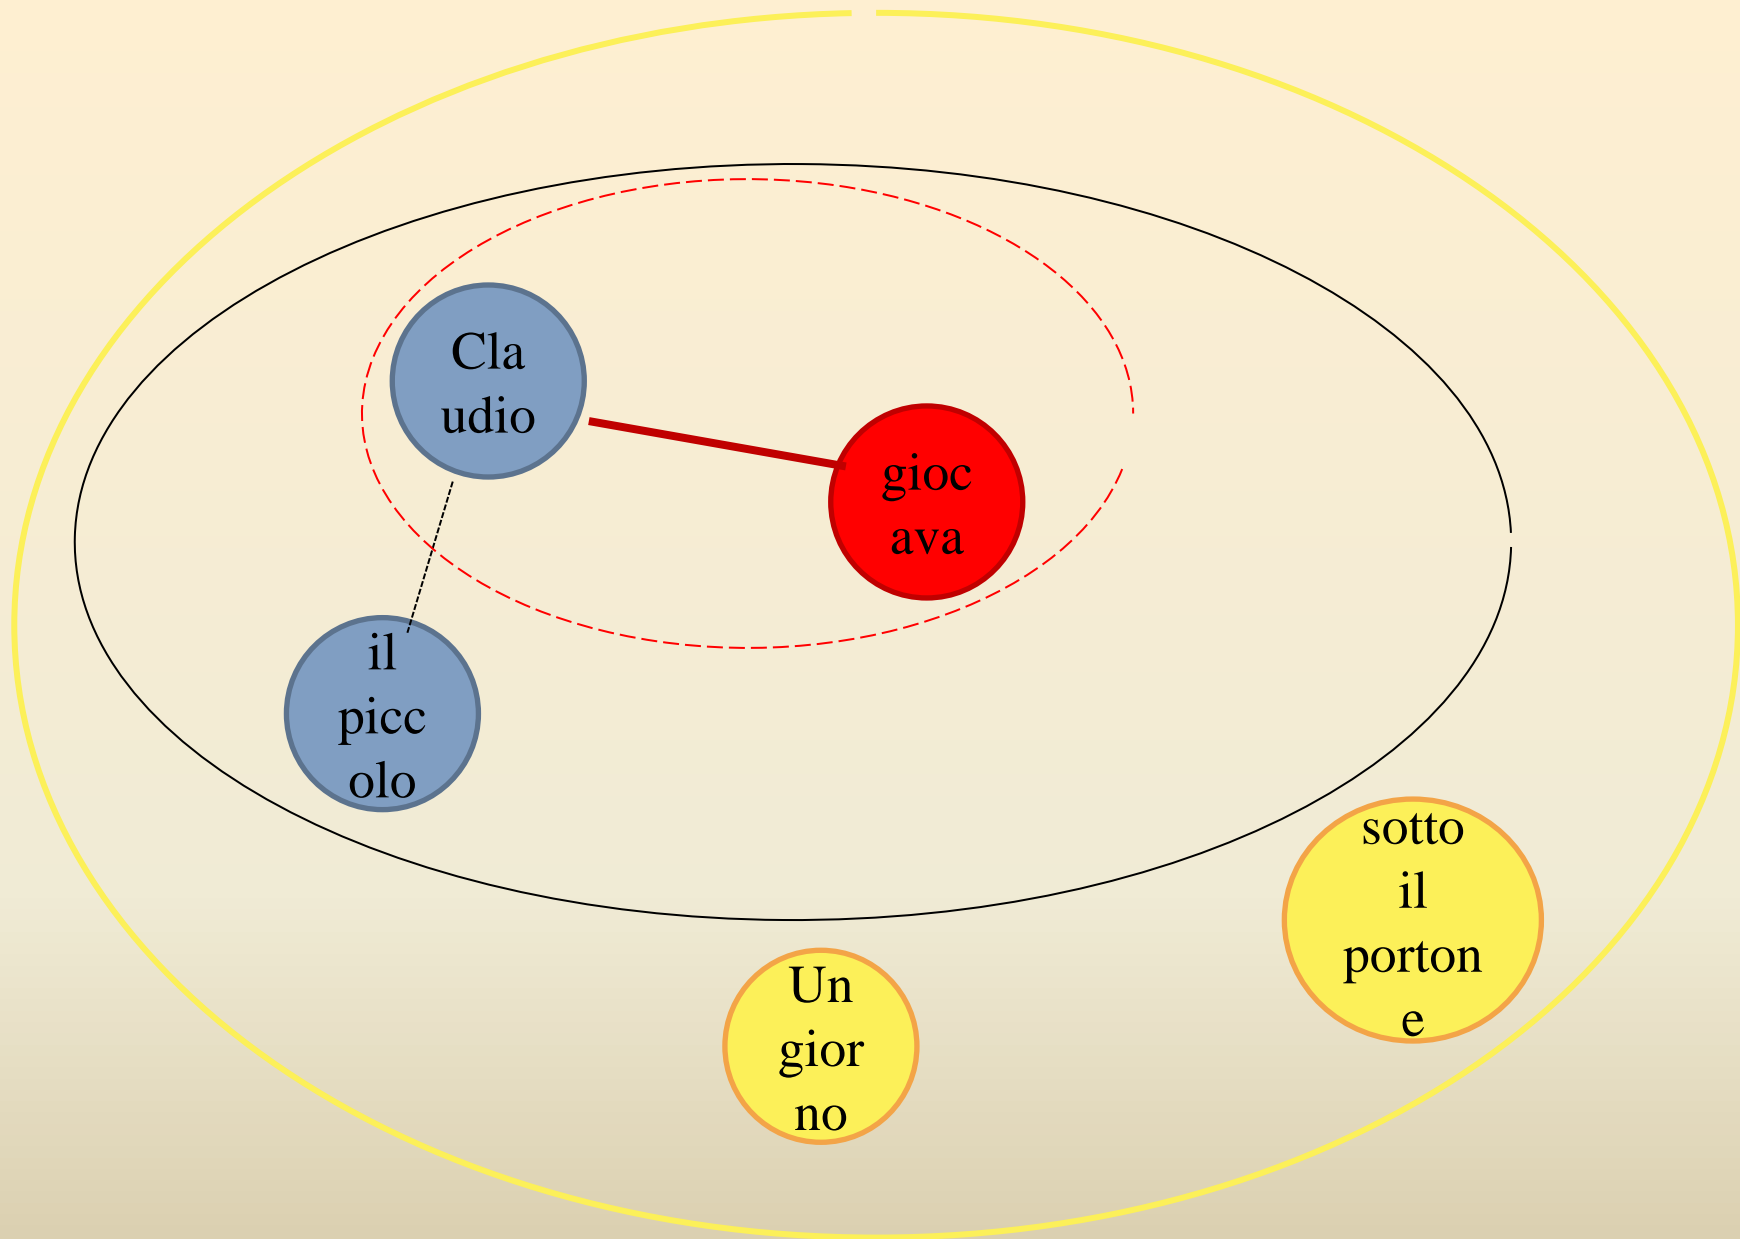 Cla
udio
gioc
ava
il
picc
olo
sotto
il
porton
e
Un
gior
no